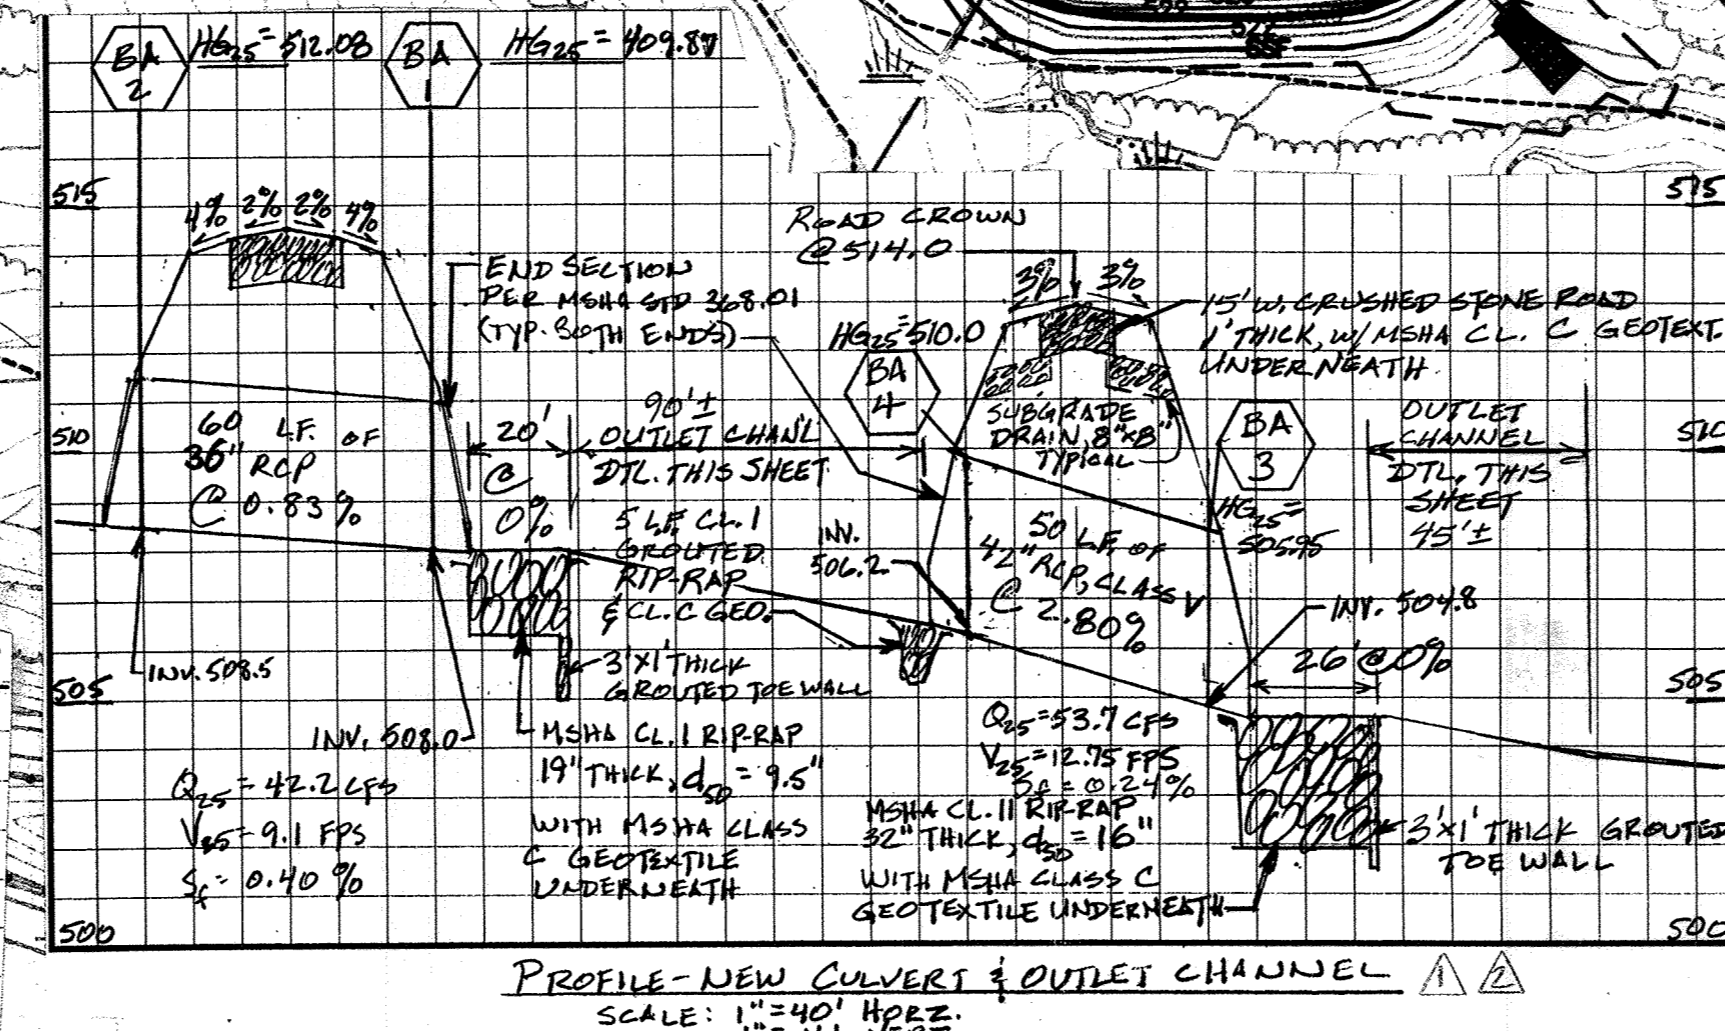 BA
2
HG25 = 512.08
BA
1
HG25 = 409.87
522
SSF
515
515
4% 2% 2% 4%
ROAD CROWN
@ 514.0
3% 3%
END SECTION
PER MSHA STD 368.01
(TYP. BOTH ENDS)
HG25 = 510.0
BA
4
15' W. CRUSHED STONE ROAD
1' THICK, W/ MSHA CL. C GEOTEXT.
UNDERNEATH
510
510
60 L.F. OF
36" RCP
@ 0.83%
20'
@
0%
90'±
OUTLET CHAN'L
DTL. THIS SHEET
SUBGRADE
DRAIN, 8"x8"
TYPICAL
BA
3
HG25 =
505.95
OUTLET
CHANNEL
DTL. THIS
SHEET
45'±
5 L.F. CL. 1
GROUTED
RIP-RAP
& CL. C GEO.
INV.
506.2
50 L.F. OF
42" RCP, CLASS V
@ 2.80%
INV. 504.8
26' @ 0%
505
505
INV. 508.5
INV. 508.0
3'X1' THICK
GROUTED TOE WALL
MSHA CL. 1 RIP-RAP
19" THICK, d50 = 9.5"
WITH MSHA CLASS
C GEOTEXTILE
UNDERNEATH
Q25 = 42.2 CFS
V25 = 9.1 FPS
Sf = 0.40 %
Q25 = 53.7 CFS
V25 = 12.75 FPS
Sf = 0.24%
MSHA CL. II RIP-RAP
32" THICK, d50 = 16"
WITH MSHA CLASS C
GEOTEXTILE UNDERNEATH
3'X1' THICK GROUTED
TOE WALL
500
500
PROFILE - NEW CULVERT & OUTLET CHANNEL
1 2
SCALE: 1" = 40' HORZ.